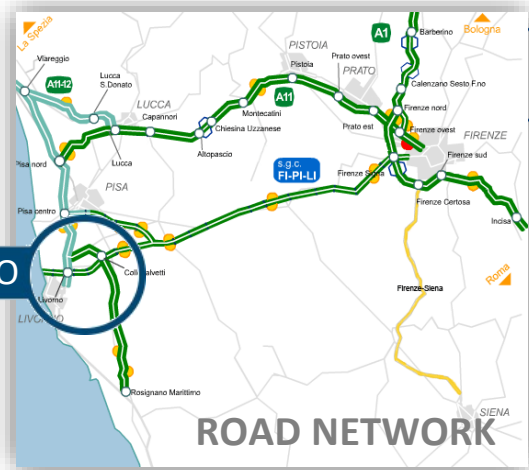 La Spezia
Bologna
A1
Barberino
Viareggio
PISTOIA
Pistoia
Prato ovest
PRATO
A11-12
Lucca
S.Donato
LUCCA
Capannori
Montecatini
A11
Calenzano Sesto F.no
Chiesina Uzzanese
Firenze nord
Prato est
Firenze ovest
FIRENZE
Pisa nord
Lucca
Altopascio
s.g.c.
FI-PI-LI
Firenze Signa
Firenze sud
PISA
Firenze Certosa
Pisa centro
Incisa
O
Collesalvetti
Roma
Livorno
Firenze-Siena
LIVORNO
Rosignano Marittimo
SIENA
ROAD NETWORK